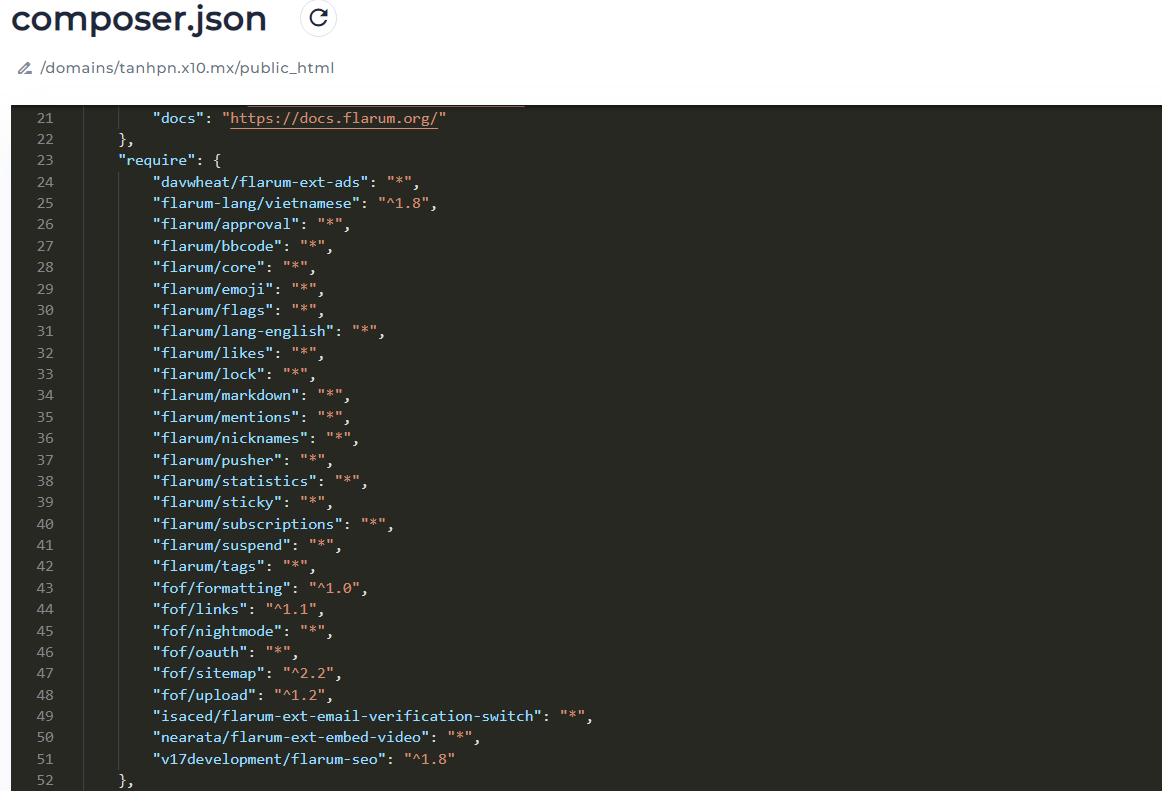 composer.json
/domains/tanhpn.x10.mx/public_html
21 "docs": "https://docs.flarum.org/"
22 },
23 "require": {
24 "davwheat/flarum-ext-ads": "*",
25 "flarum-lang/vietnamese": "^1.8",
26 "flarum/approval": "*",
27 "flarum/bbcode": "*",
28 "flarum/core": "*",
29 "flarum/emoji": "*",
30 "flarum/flags": "*",
31 "flarum/lang-english": "*",
32 "flarum/likes": "*",
33 "flarum/lock": "*",
34 "flarum/markdown": "*",
35 "flarum/mentions": "*",
36 "flarum/nicknames": "*",
37 "flarum/pusher": "*",
38 "flarum/statistics": "*",
39 "flarum/sticky": "*",
40 "flarum/subscriptions": "*",
41 "flarum/suspend": "*",
42 "flarum/tags": "*",
43 "fof/formatting": "^1.0",
44 "fof/links": "^1.1",
45 "fof/nightmode": "*",
46 "fof/oauth": "*",
47 "fof/sitemap": "^2.2",
48 "fof/upload": "^1.2",
49 "isaced/flarum-ext-email-verification-switch": "*",
50 "nearata/flarum-ext-embed-video": "*",
51 "v17development/flarum-seo": "^1.8"
52 },